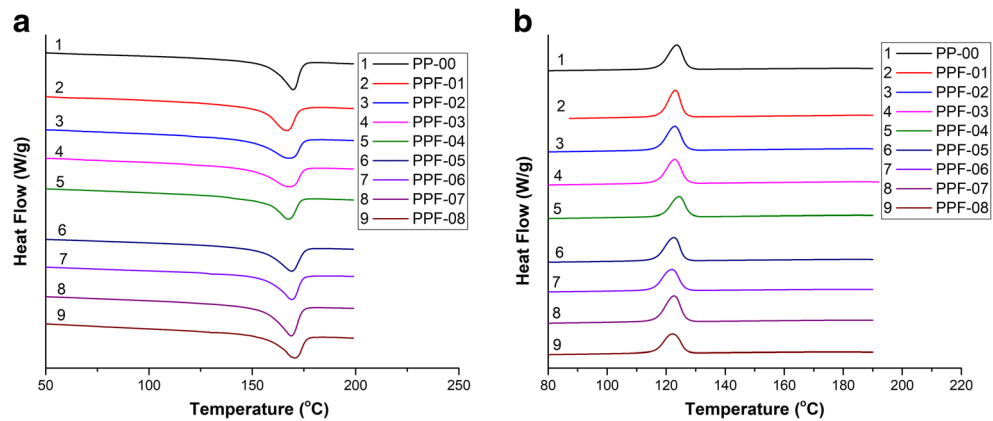 a
Heat Flow (W/g)
1
2
3
4
5
6
7
8
9
1 PP-00
2 PPF-01
3 PPF-02
4 PPF-03
5 PPF-04
6 PPF-05
7 PPF-06
8 PPF-07
9 PPF-08
50 100 150 200 250
Temperature (°C)
b
Heat Flow (W/g)
1
2
3
4
5
6
7
8
9
1 PP-00
2 PPF-01
3 PPF-02
4 PPF-03
5 PPF-04
6 PPF-05
7 PPF-06
8 PPF-07
9 PPF-08
80 100 120 140 160 180 200 220
Temperature (°C)